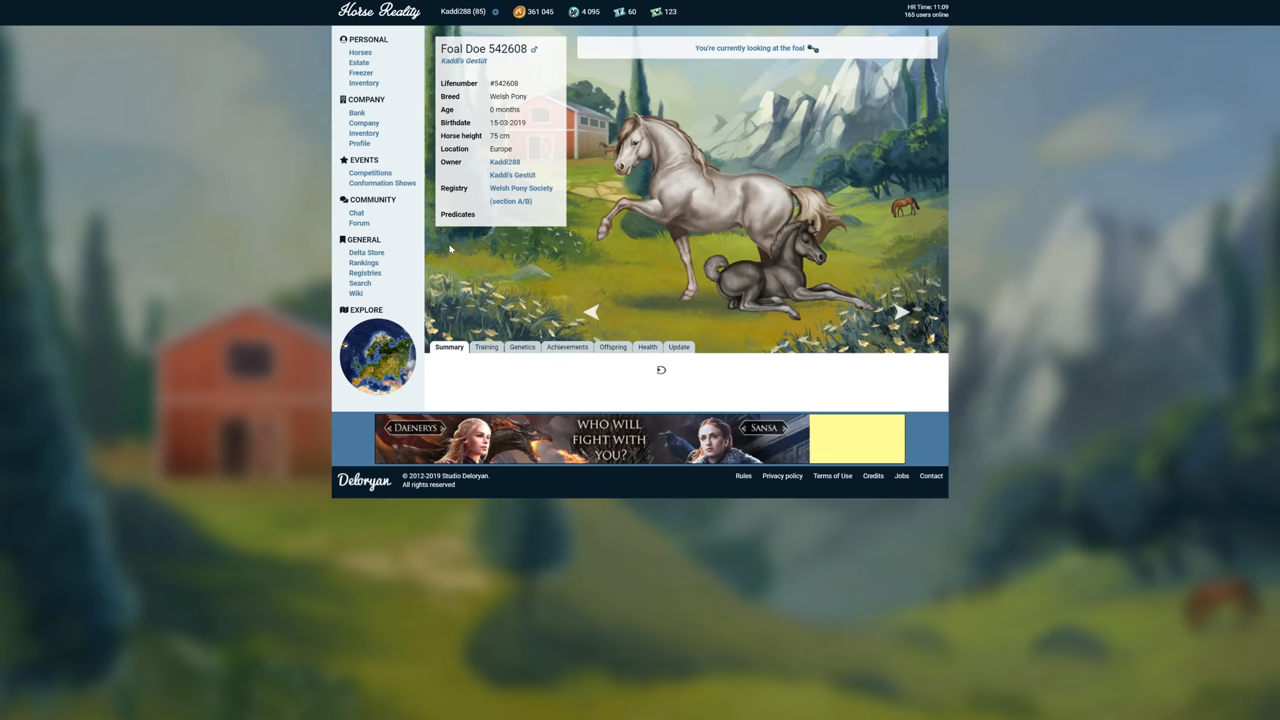 Horse Reality
Kaddi288 (85) 361 045 4 095 60 123
HR Time: 11:09
165 users online
PERSONAL
Horses
Estate
Freezer
Inventory
COMPANY
Bank
Company
Inventory
Profile
EVENTS
Competitions
Conformation Shows
COMMUNITY
Chat
Forum
GENERAL
Delta Store
Rankings
Registries
Search
Wiki
EXPLORE
Foal Doe 542608
Kaddi's Gestüt
Lifenumber #542608
Breed Welsh Pony
Age 0 months
Birthdate 15-03-2019
Horse height 75 cm
Location Europe
Owner Kaddi288
Kaddi's Gestüt
Registry Welsh Pony Society
(section A/B)
Predicates
You're currently looking at the foal
Summary Training Genetics Achievements Offspring Health Update
DAENERYS
WHO WILL
FIGHT WITH
YOU?
SANSA
Deloryan
© 2012-2019 Studio Deloryan.
All rights reserved
Rules Privacy policy Terms of Use Credits Jobs Contact